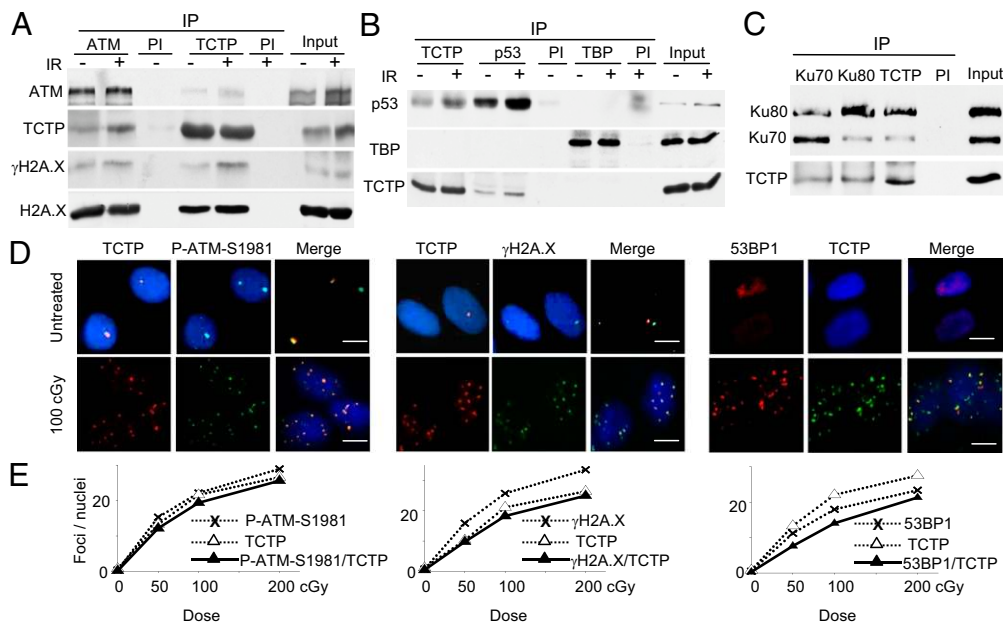 A
IP
ATM PI TCTP PI Input
IR - + - + - +
ATM
TCTP
γH2A.X
H2A.X
B
IP
TCTP p53 PI TBP PI Input
IR - + - + - - + + - +
p53
TBP
TCTP
C
IP
Ku70 Ku80 TCTP PI Input
Ku80
Ku70
TCTP
D
TCTP P-ATM-S1981 Merge
TCTP γH2A.X Merge
53BP1 TCTP Merge
Untreated
100 cGy
E
Foci / nuclei
20
0
0 50 100 200 cGy
Dose
P-ATM-S1981
TCTP
P-ATM-S1981/TCTP
20
0
0 50 100 200 cGy
Dose
γH2A.X
TCTP
γH2A.X/TCTP
20
0
0 50 100 200 cGy
Dose
53BP1
TCTP
53BP1/TCTP